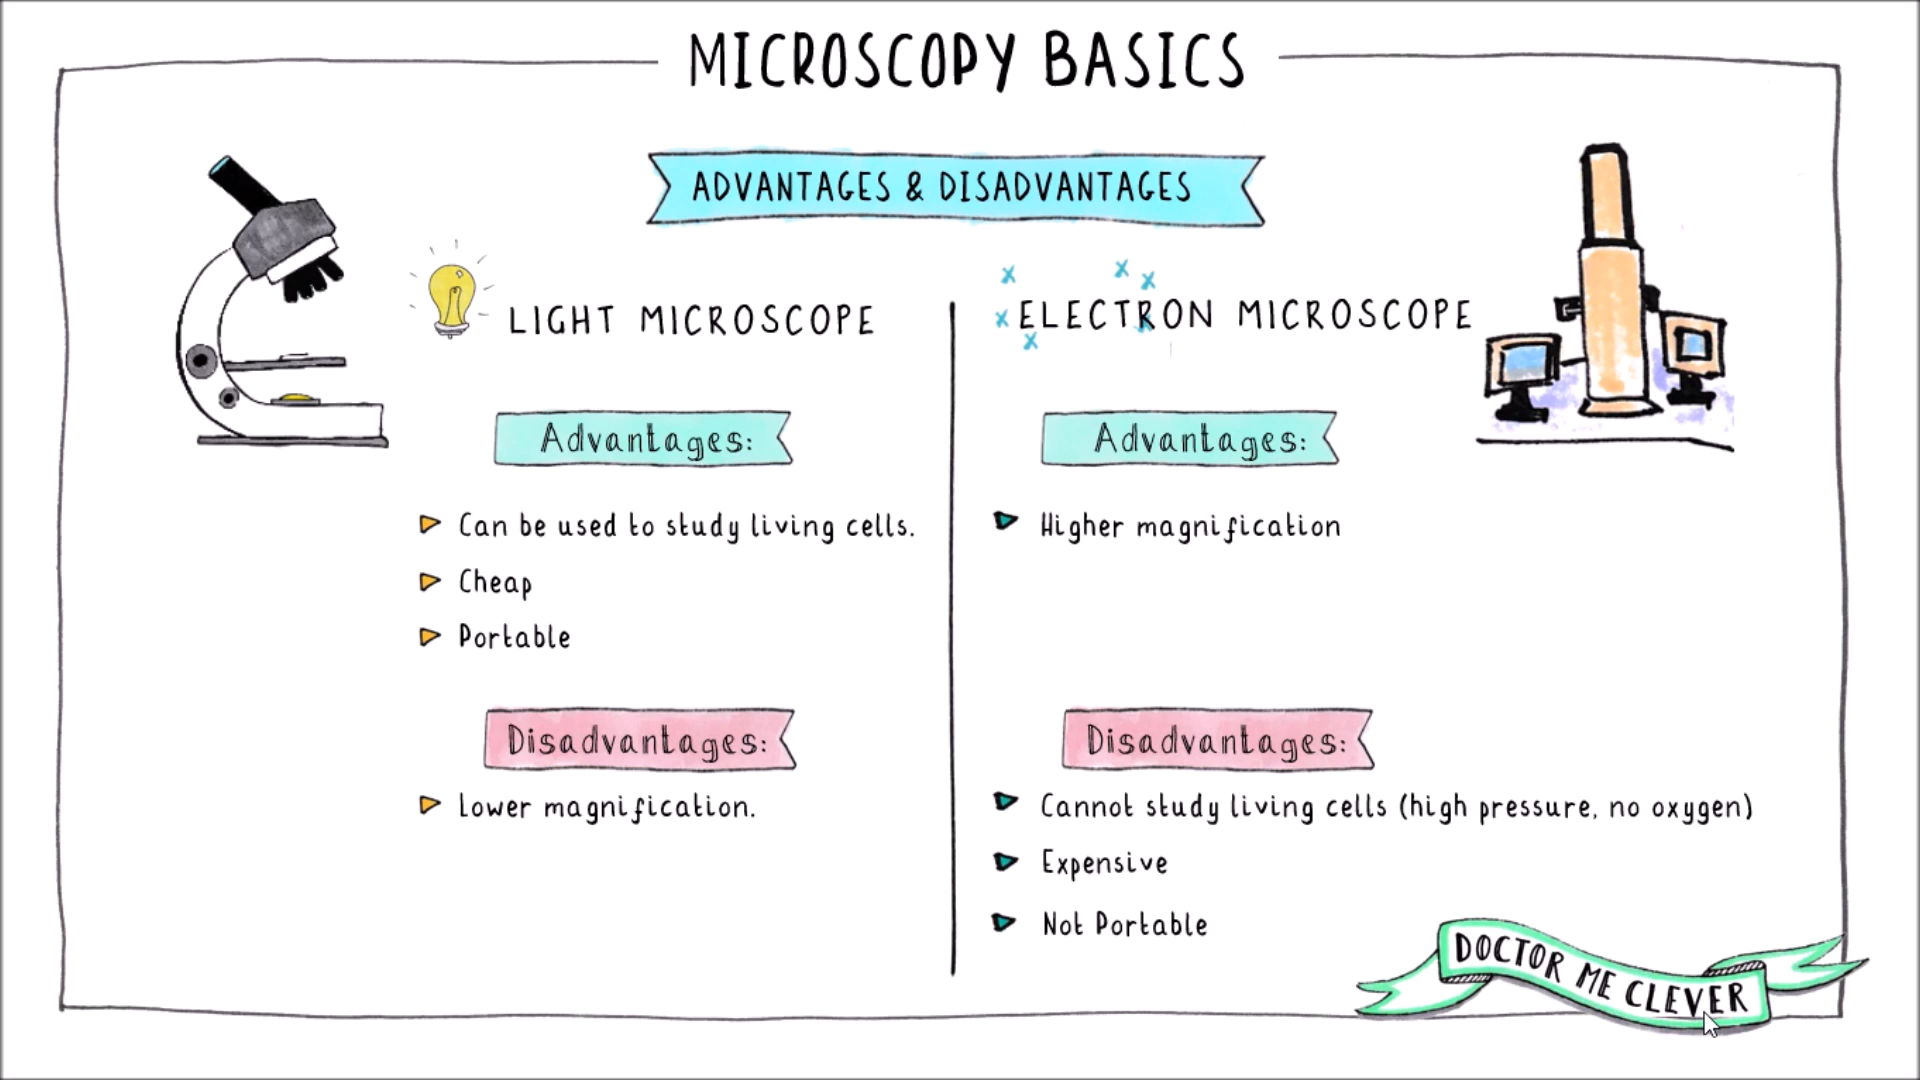 MICROSCOPY BASICS
ADVANTAGES & DISADVANTAGES
LIGHT MICROSCOPE
Advantages:
Can be used to study living cells.
Cheap
Portable
Disadvantages:
Lower magnification.
ELECTRON MICROSCOPE
Advantages:
Higher magnification
Disadvantages:
Cannot study living cells (high pressure, no oxygen)
Expensive
Not Portable
DOCTOR ME CLEVER